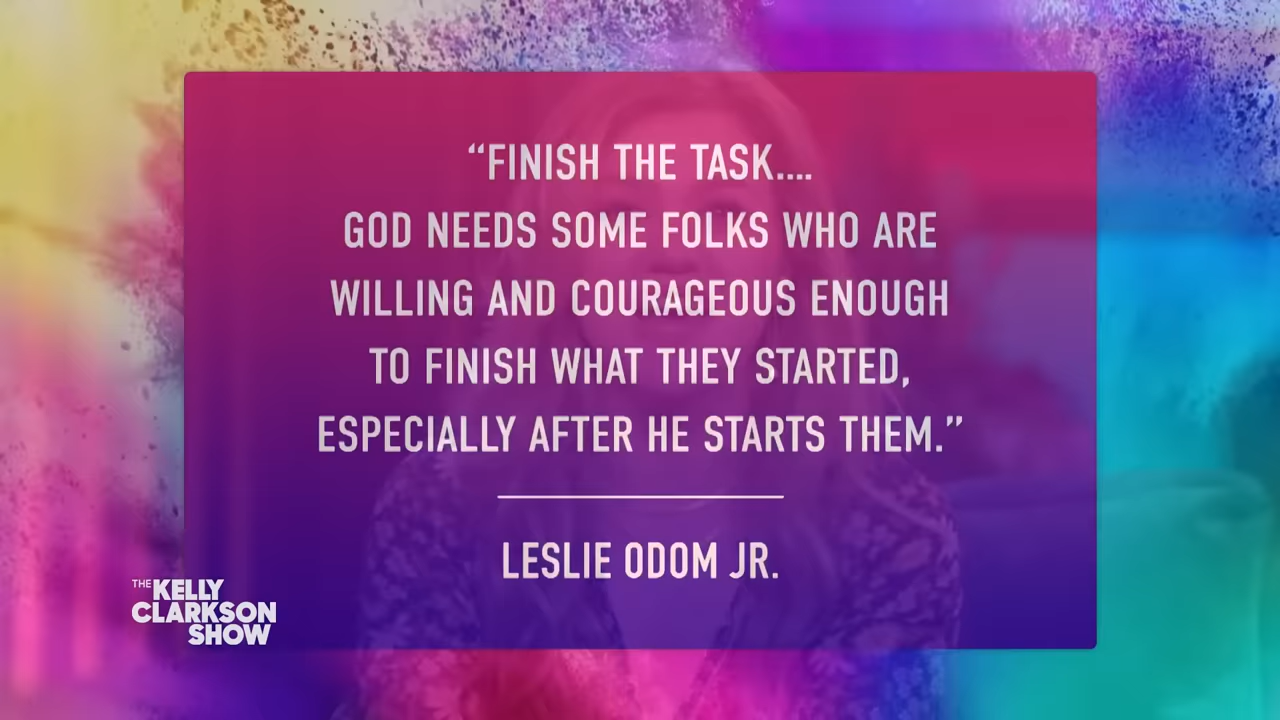 “FINISH THE TASK....
GOD NEEDS SOME FOLKS WHO ARE
WILLING AND COURAGEOUS ENOUGH
TO FINISH WHAT THEY STARTED,
ESPECIALLY AFTER HE STARTS THEM.”
LESLIE ODOM JR.
THE KELLY
CLARKSON
SHOW